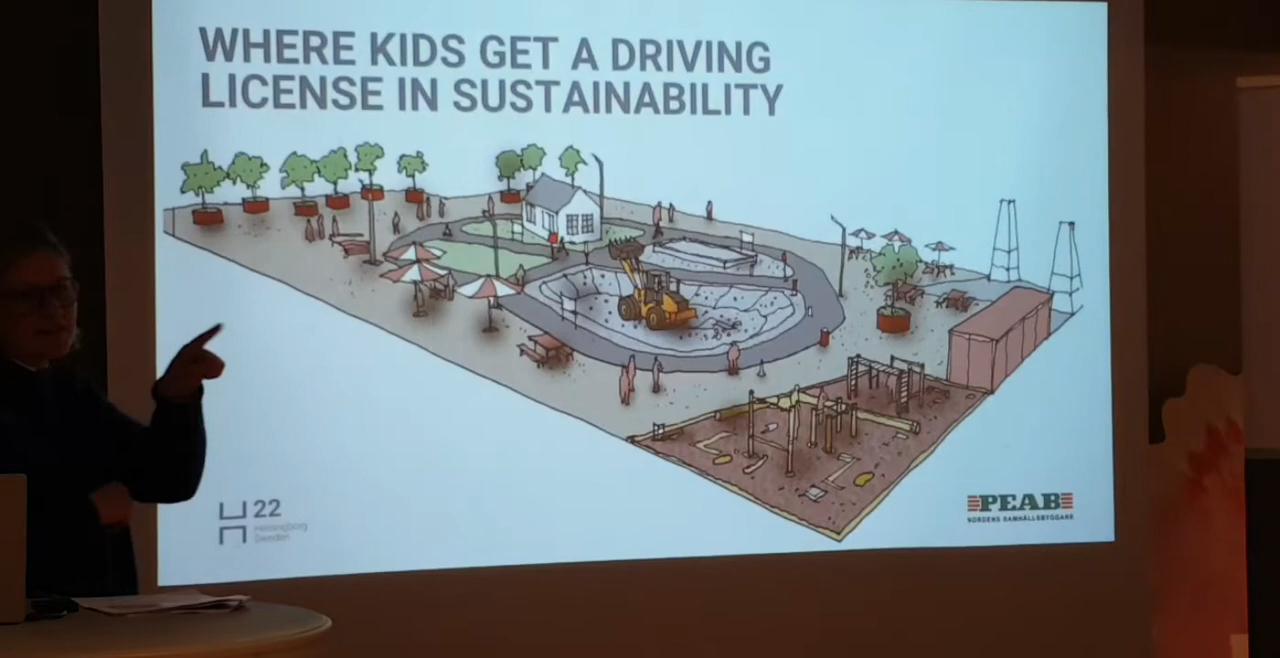 WHERE KIDS GET A DRIVING
LICENSE IN SUSTAINABILITY
22
Helsingborg
Sweden
PEAB
NORDENS SAMHÄLLSBYGGARE